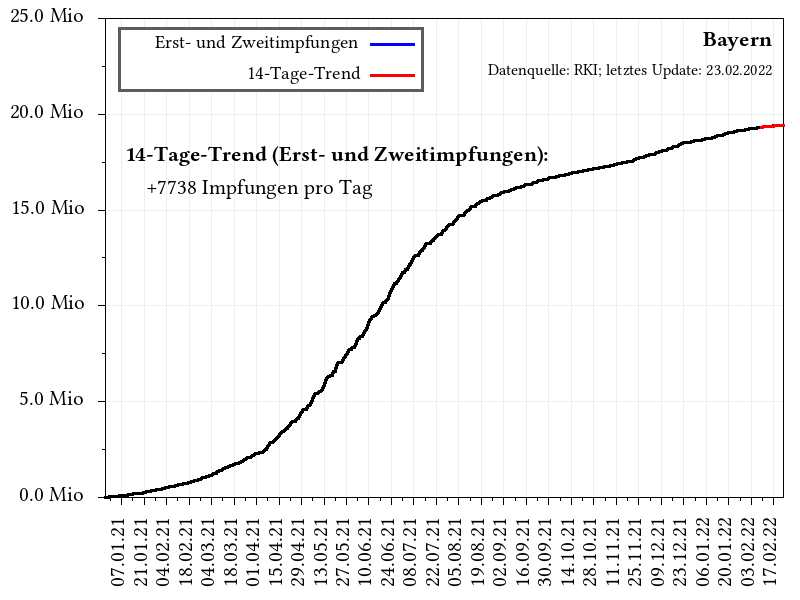 25.0 Mio
20.0 Mio
15.0 Mio
10.0 Mio
5.0 Mio
0.0 Mio
Erst- und Zweitimpfungen
14-Tage-Trend
Bayern
Datenquelle: RKI; letztes Update: 23.02.2022
14-Tage-Trend (Erst- und Zweitimpfungen):
+7738 Impfungen pro Tag
07.01.21
21.01.21
04.02.21
18.02.21
04.03.21
18.03.21
01.04.21
15.04.21
29.04.21
13.05.21
27.05.21
10.06.21
24.06.21
08.07.21
22.07.21
05.08.21
19.08.21
02.09.21
16.09.21
30.09.21
14.10.21
28.10.21
11.11.21
25.11.21
09.12.21
23.12.21
06.01.22
20.01.22
03.02.22
17.02.22